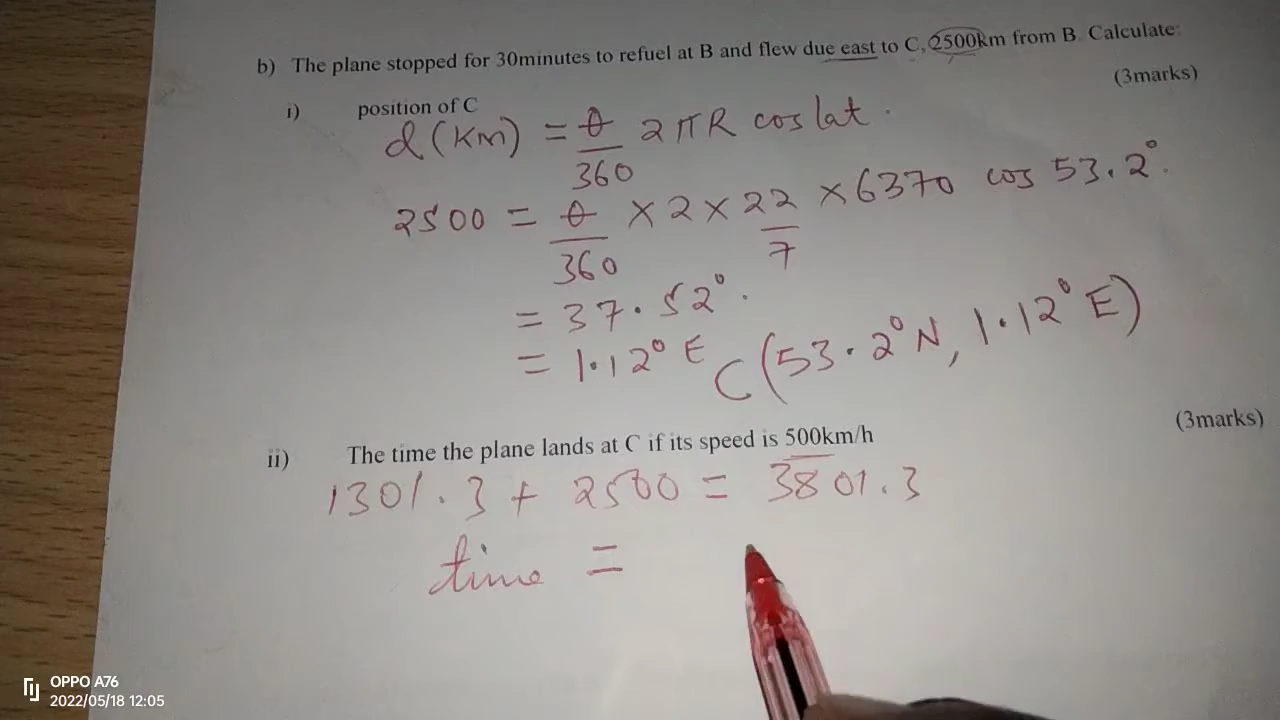 b) The plane stopped for 30minutes to refuel at B and flew due east to C, 2500km from B. Calculate:
i) position of C (3marks)
d(km) = θ/360 2πR cos lat.
2500 = θ/360 × 2 × 22/7 × 6370 cos 53.2°.
= 37.52°.
= 1.12° E C(53.2°N, 1.12°E)
ii) The time the plane lands at C if its speed is 500km/h (3marks)
1301.3 + 2500 = 3801.3
time =
OPPO A76
2022/05/18 12:05